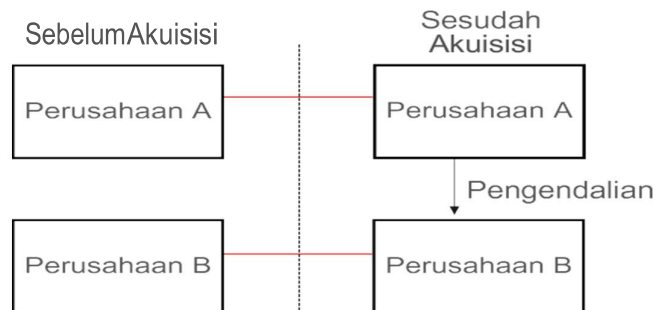 SebelumAkuisisi
Sesudah
Akuisisi
Perusahaan A
Perusahaan A
Pengendalian
Perusahaan B
Perusahaan B